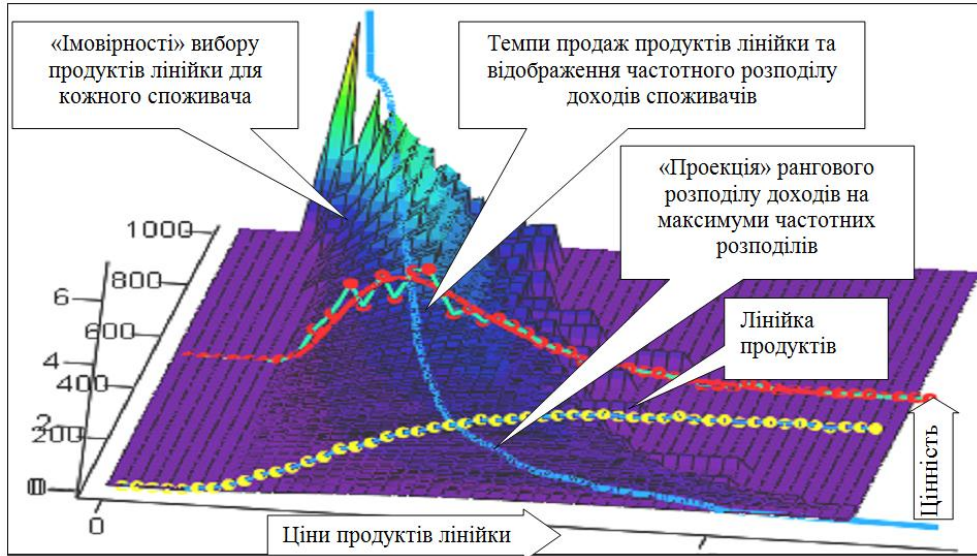 «Імовірності» вибору
продуктів лінійки для
кожного споживача
Темпи продаж продуктів лінійки та
відображення частотного розподілу
доходів споживачів
«Проекція» рангового
розподілу доходів на
максимуми частотних
розподілів
Лінійка
продуктів
1000
800
600
400
200
0
6
4
2
0
0
Цінність
Ціни продуктів лінійки